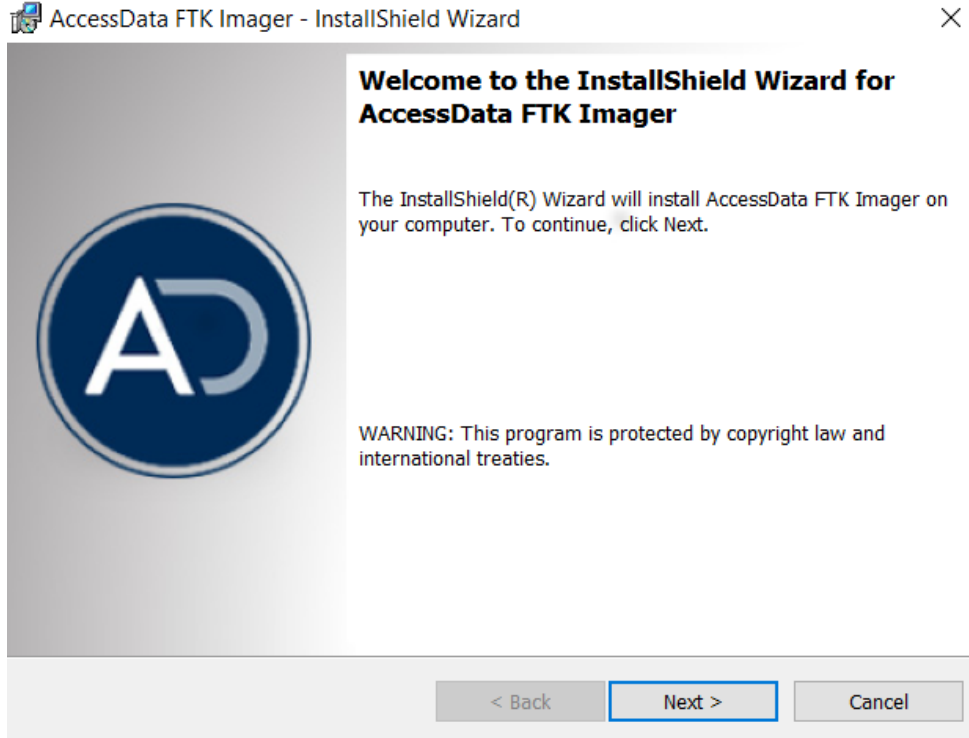 AccessData FTK Imager - InstallShield Wizard
Welcome to the InstallShield Wizard for
AccessData FTK Imager
The InstallShield(R) Wizard will install AccessData FTK Imager on
your computer. To continue, click Next.
AD
WARNING: This program is protected by copyright law and
international treaties.
< Back
Next >
Cancel